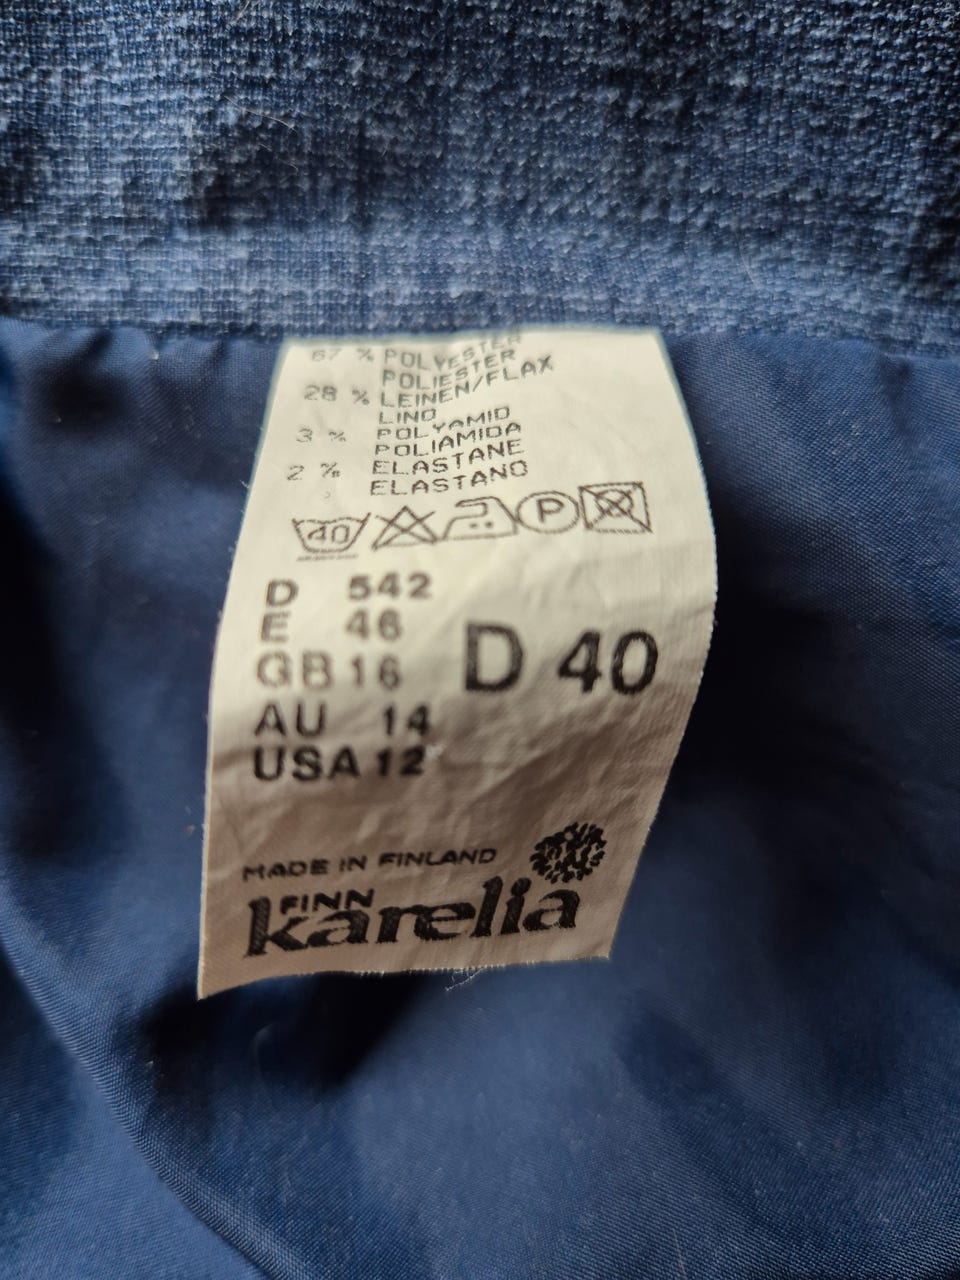 67 % POLYESTER
POLIESTER
28 % LEINEN/FLAX
LINO
3 % POLYAMID
POLIAMIDA
2 % ELASTANE
ELASTANO
40 P
D 542
E 46
GB 16
D 40
AU 14
USA 12
MADE IN FINLAND
FINN
karelia